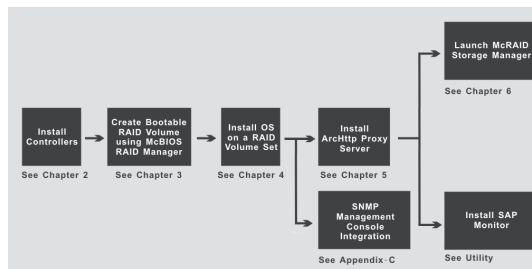 Install
Controllers
See Chapter 2
Create Bootable
RAID Volume
using McBIOS
RAID Manager
See Chapter 3
Install OS
on a RAID
Volume Set
See Chapter 4
Install
ArcHttp Proxy
Server
See Chapter 5
SNMP
Management
Console
Integration
See Appendix-C
Launch McRAID
Storage Manager
See Chapter 6
Install SAP
Monitor
See Utility